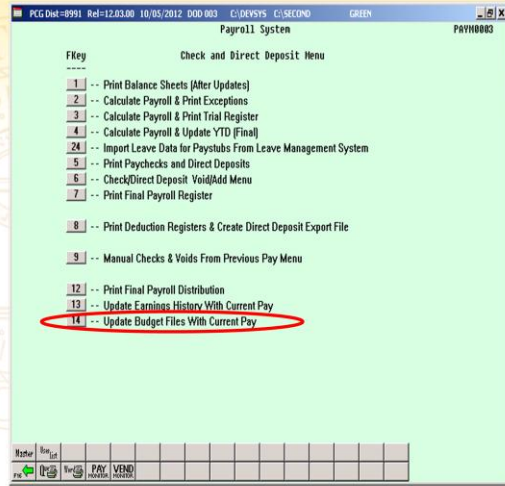 PCG Dist=8991 Rel=12.03.00 10/05/2012 DOD 003 C:\DEVSYS C:\SECOND GREEN
Payroll System PAYM0003
FKey Check and Direct Deposit Menu
----
1 -- Print Balance Sheets (After Updates)
2 -- Calculate Payroll & Print Exceptions
3 -- Calculate Payroll & Print Trial Register
4 -- Calculate Payroll & Update YTD (Final)
24 -- Import Leave Data for Paystubs From Leave Management System
5 -- Print Paychecks and Direct Deposits
6 -- Check/Direct Deposit Void/Add Menu
7 -- Print Final Payroll Register
8 -- Print Deduction Registers & Create Direct Deposit Export File
9 -- Manual Checks & Voids From Previous Pay Menu
12 -- Print Final Payroll Distribution
13 -- Update Earnings History With Current Pay
14 -- Update Budget Files With Current Pay
Master User List
F16 PAY MONITOR VEND MONITOR